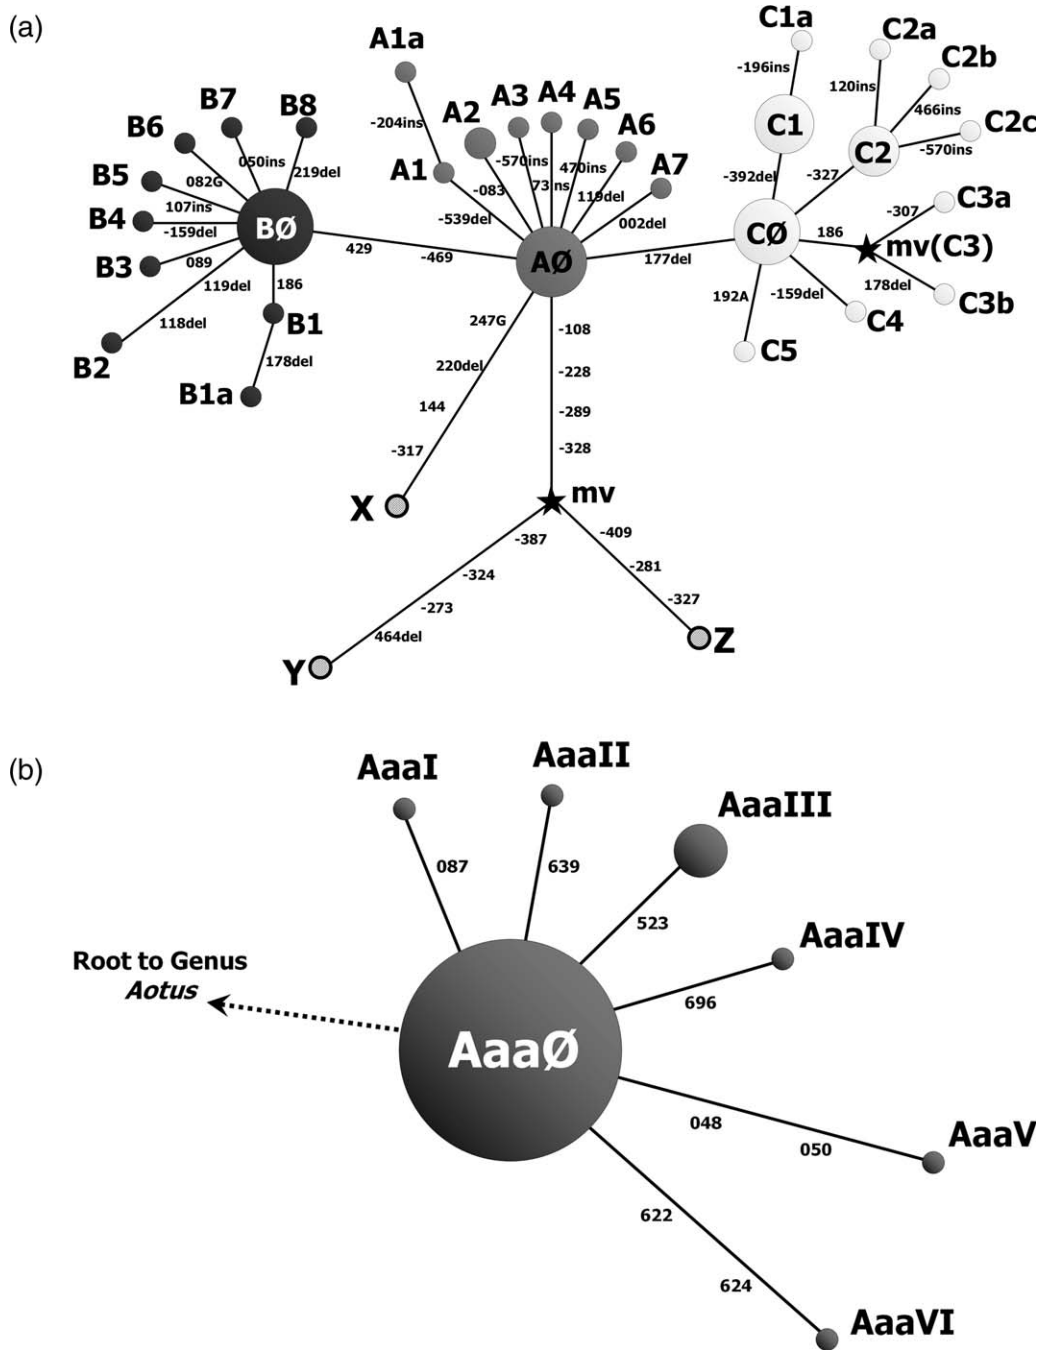 (a)
A1a
C1a
C2a
C2b
C2c
-196ins
120ins
466ins
-570ins
B7
B8
A3
A4
A5
A2
A6
B6
-204ins
C1
C2
050ins
219del
-570ins
470ins
B5
082G
A1
-083
73ins
119del
A7
-392del
-327
C3a
107ins
-539del
002del
-307
B4
-159del
BØ
AØ
CØ
186
mv(C3)
B3
089
429
-469
177del
119del
186
192A
-159del
178del
C3b
118del
B1
247G
-108
C4
B2
178del
220del
-228
C5
B1a
144
-289
-317
-328
X
mv
-387
-409
-324
-281
-273
-327
464del
Y
Z
(b)
AaaI
AaaII
AaaIII
087
639
523
AaaIV
Root to Genus
Aotus
696
AaaØ
048
050
AaaV
622
624
AaaVI